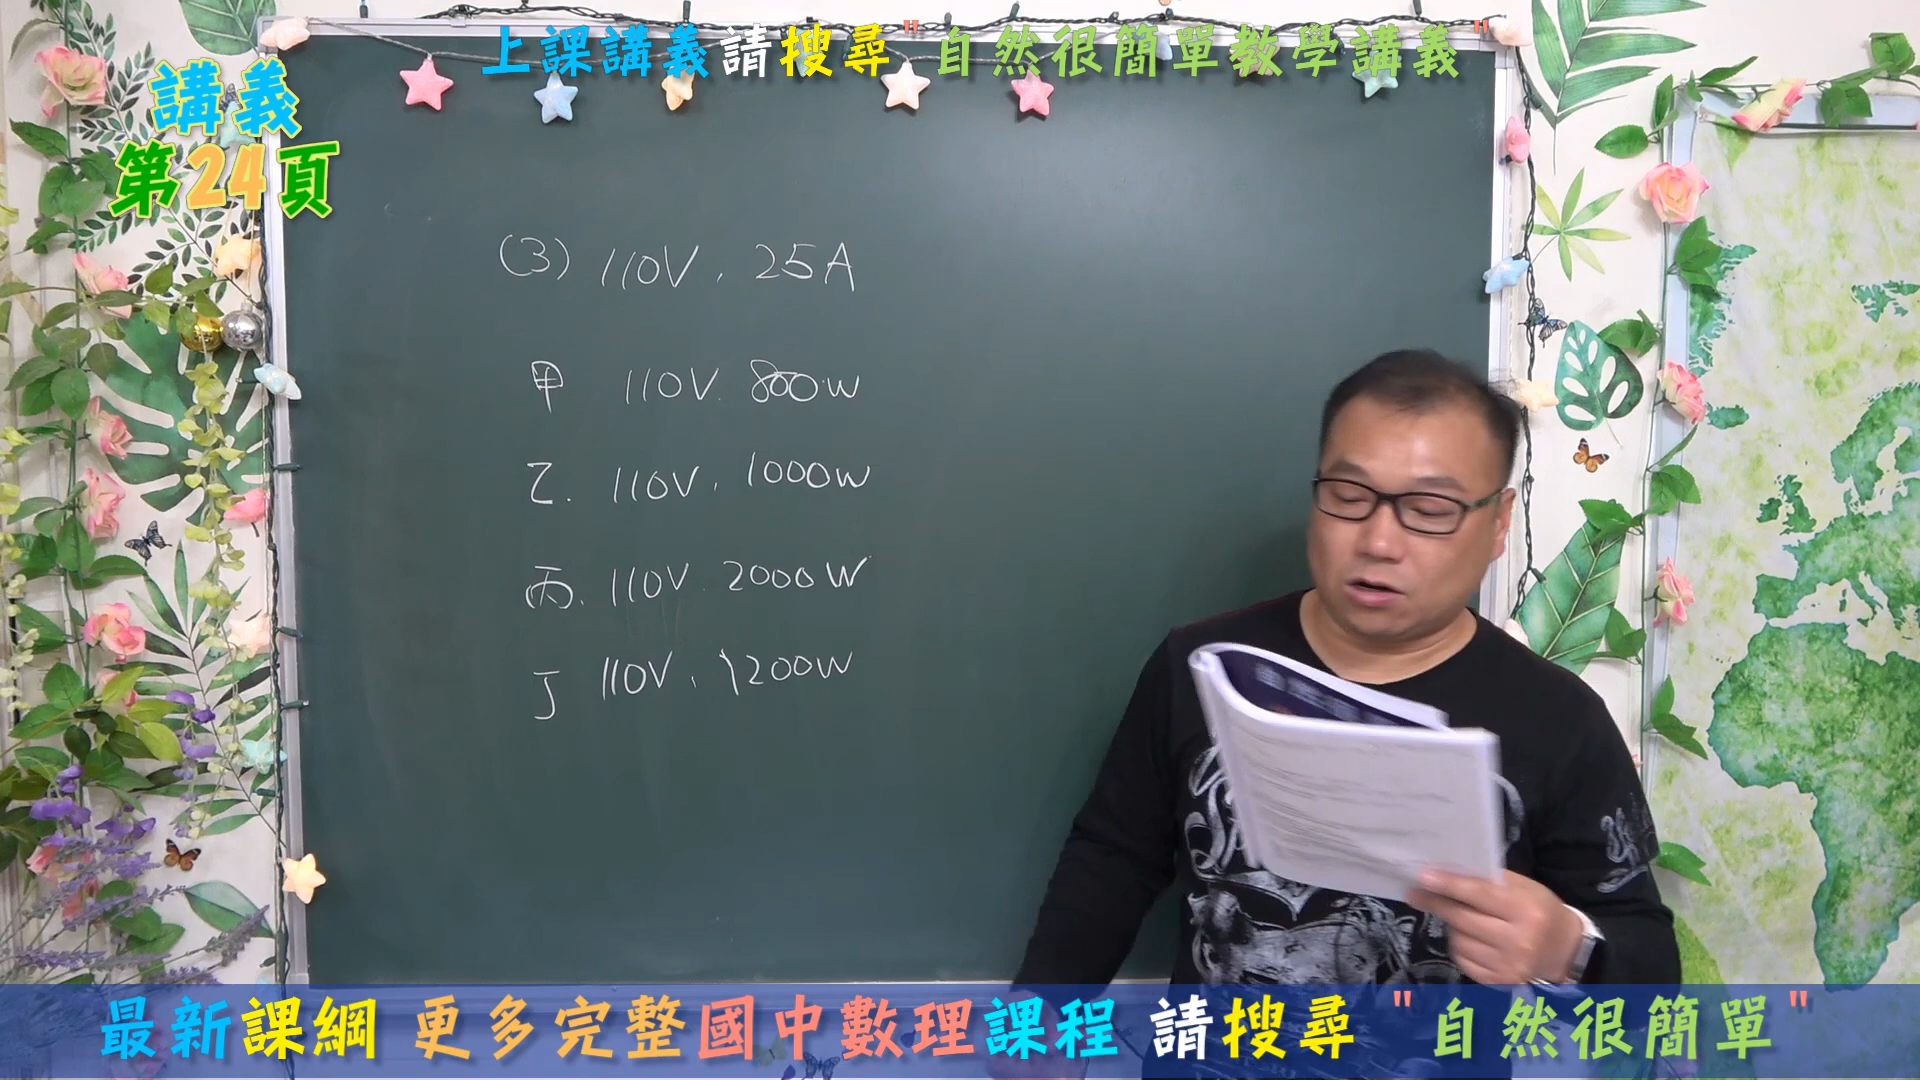 上課講義請搜尋"自然很簡單教學講義"
講義
第24頁
(3) 110V, 25A
甲 110V. 800W
乙. 110V, 1000W
丙. 110V. 2000W
丁 110V, 1200W
最新課綱 更多完整國中數理課程 請搜尋"自然很簡單"